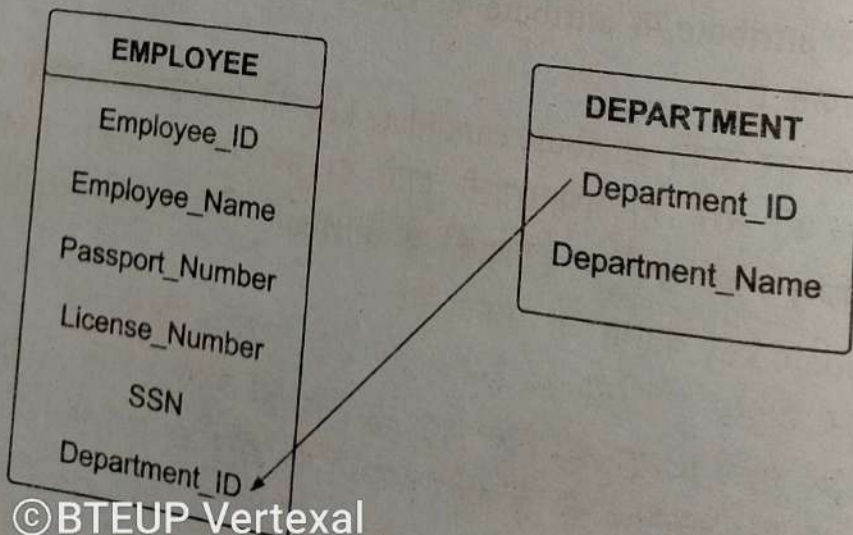 EMPLOYEE
Employee_ID
Employee_Name
Passport_Number
License_Number
SSN
Department_ID
DEPARTMENT
Department_ID
Department_Name
©BTEUP Vertexal